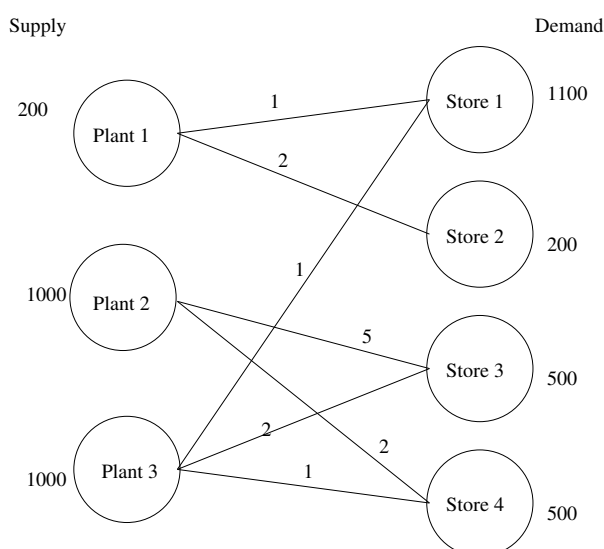 Supply
Demand
200
Plant 1
1
Store 1
1100
2
Store 2
200
1000
Plant 2
1
5
Store 3
500
2
2
1000
Plant 3
1
Store 4
500